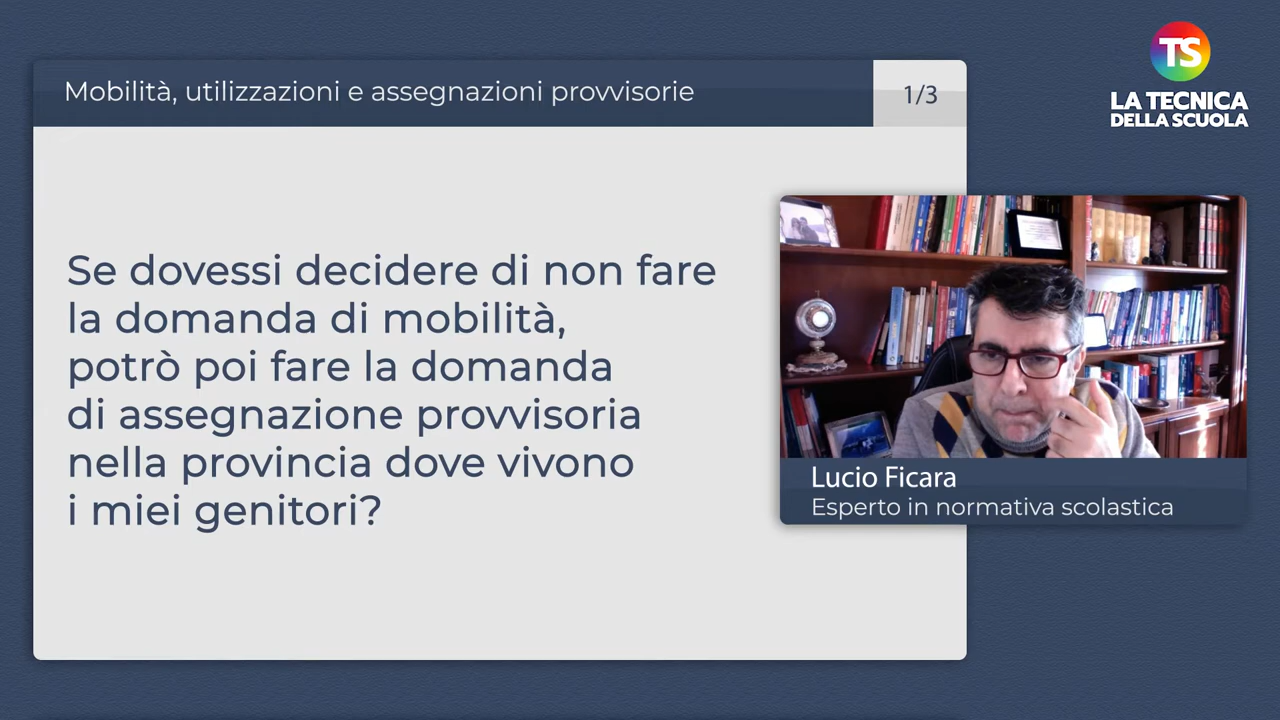 Mobilità, utilizzazioni e assegnazioni provvisorie
1/3
TS
LA TECNICA
DELLA SCUOLA
Se dovessi decidere di non fare
la domanda di mobilità,
potrò poi fare la domanda
di assegnazione provvisoria
nella provincia dove vivono
i miei genitori?
Lucio Ficara
Esperto in normativa scolastica